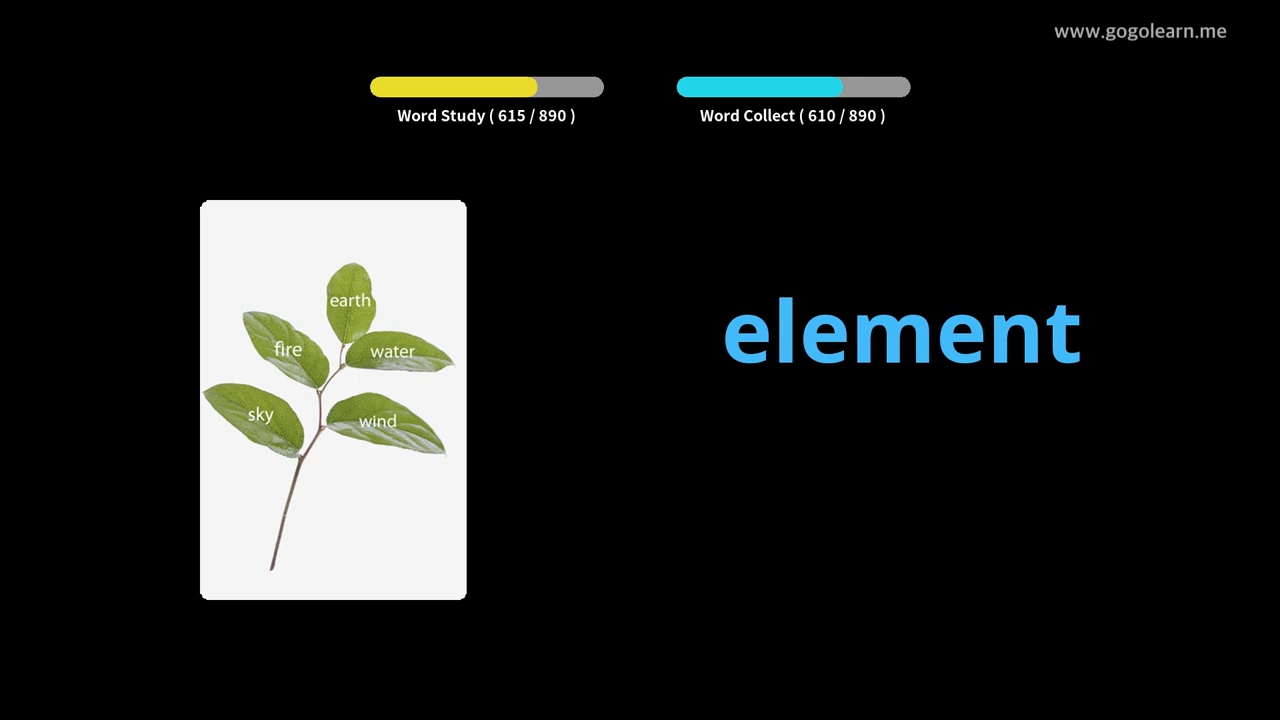 www.gogolearn.me
Word Study ( 615 / 890 )
Word Collect ( 610 / 890 )
earth
fire
water
sky
wind
element